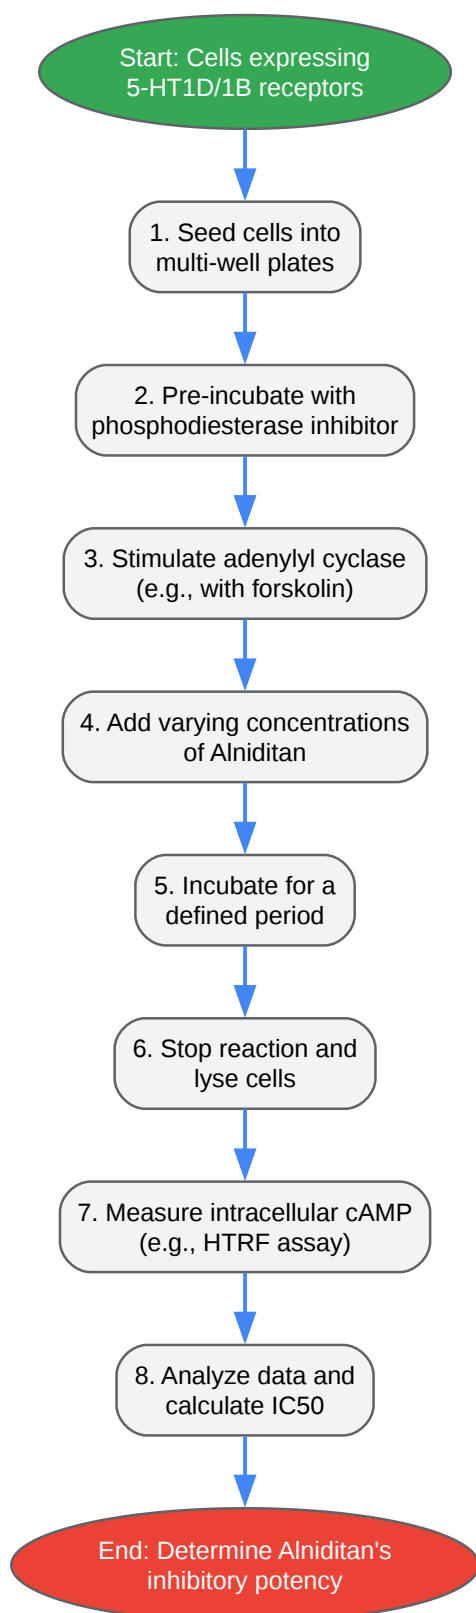 Start: Cells expressing
5-HT1D/1B receptors
1. Seed cells into
multi-well plates
2. Pre-incubate with
phosphodiesterase inhibitor
3. Stimulate adenylyl cyclase
(e.g., with forskolin)
4. Add varying concentrations
of Alniditan
5. Incubate for a
defined period
6. Stop reaction and
lyse cells
7. Measure intracellular cAMP
(e.g., HTRF assay)
8. Analyze data and
calculate IC50
End: Determine Alniditan's
inhibitory potency